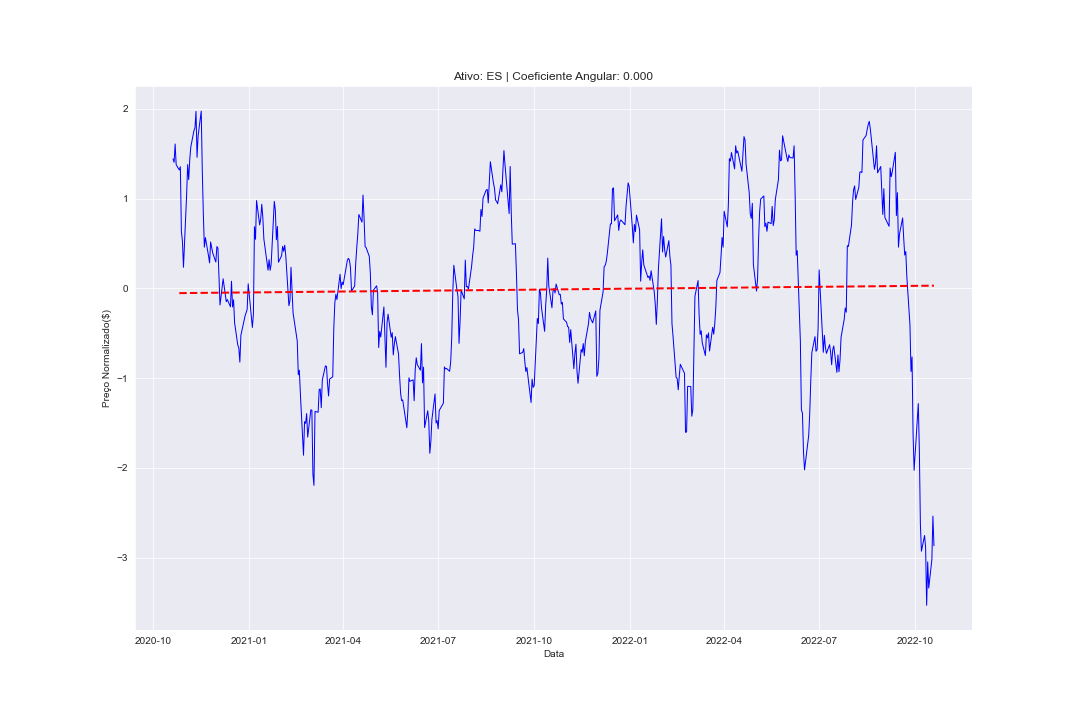 Ativo: ES | Coeficiente Angular: 0.000
Preço Normalizado($)
2
1
0
−1
−2
−3
2020-10 2021-01 2021-04 2021-07 2021-10 2022-01 2022-04 2022-07 2022-10
Data